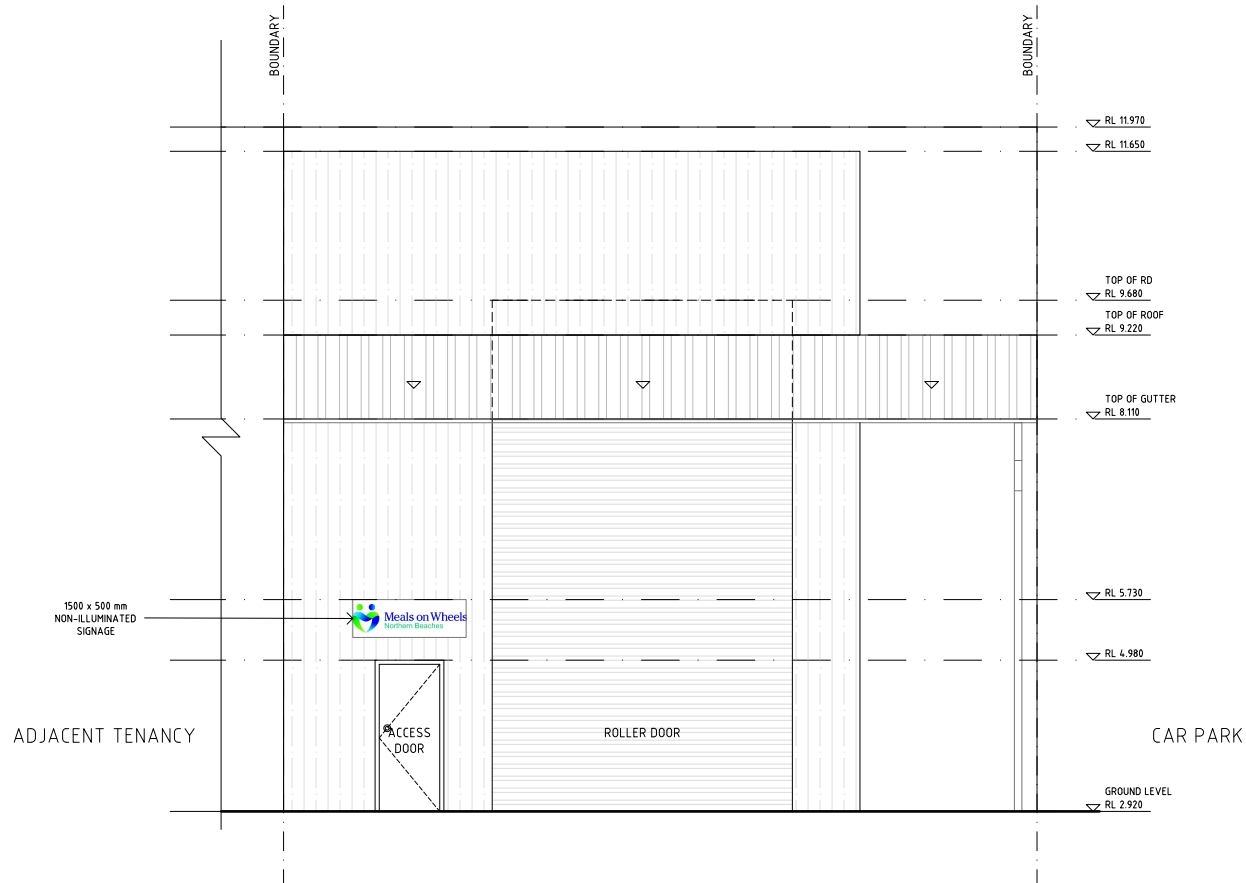 BOUNDARY
BOUNDARY
RL 11.970
RL 11.650
TOP OF RD
RL 9.680
TOP OF ROOF
RL 9.220
TOP OF GUTTER
RL 8.110
1500 x 500 mm
NON-ILLUMINATED
SIGNAGE
Meals on Wheels
Northern Beaches
RL 5.730
RL 4.980
ADJACENT TENANCY
ACCESS
DOOR
ROLLER DOOR
CAR PARK
GROUND LEVEL
RL 2.920